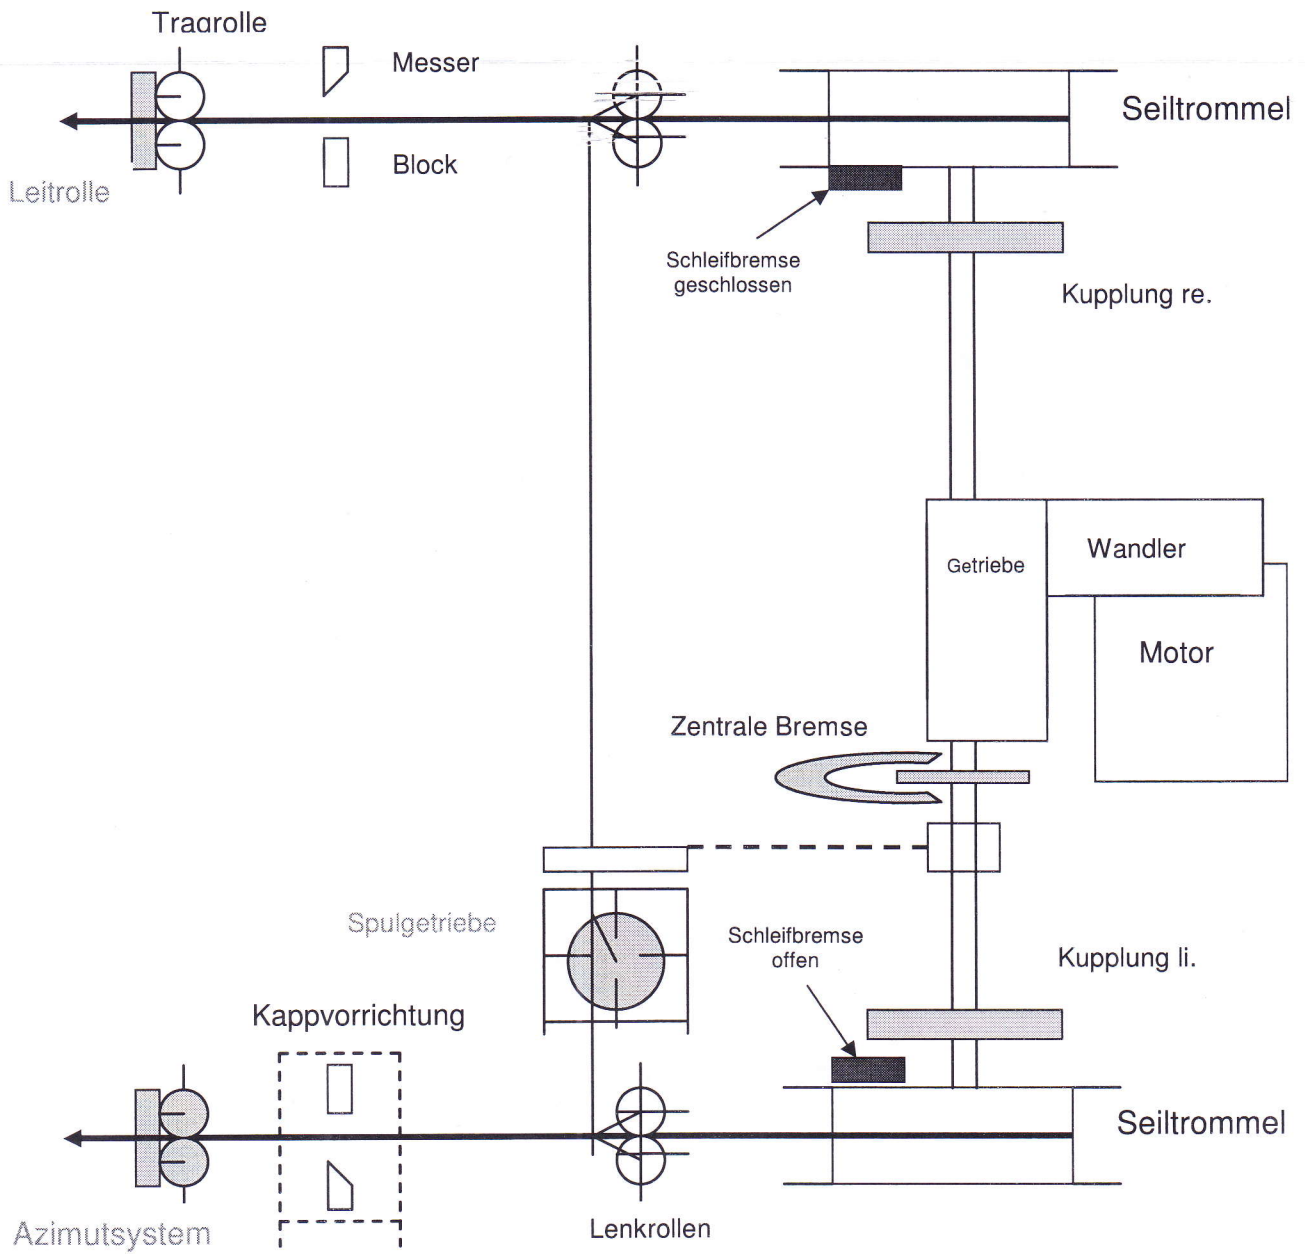 Tragrolle
Messer
Seiltrommel
Block
Leitrolle
Schleifbremse
geschlossen
Kupplung re.
Wandler
Getriebe
Motor
Zentrale Bremse
Spulgetriebe
Schleifbremse
offen
Kupplung li.
Kappvorrichtung
Seiltrommel
Azimutsystem
Lenkrollen